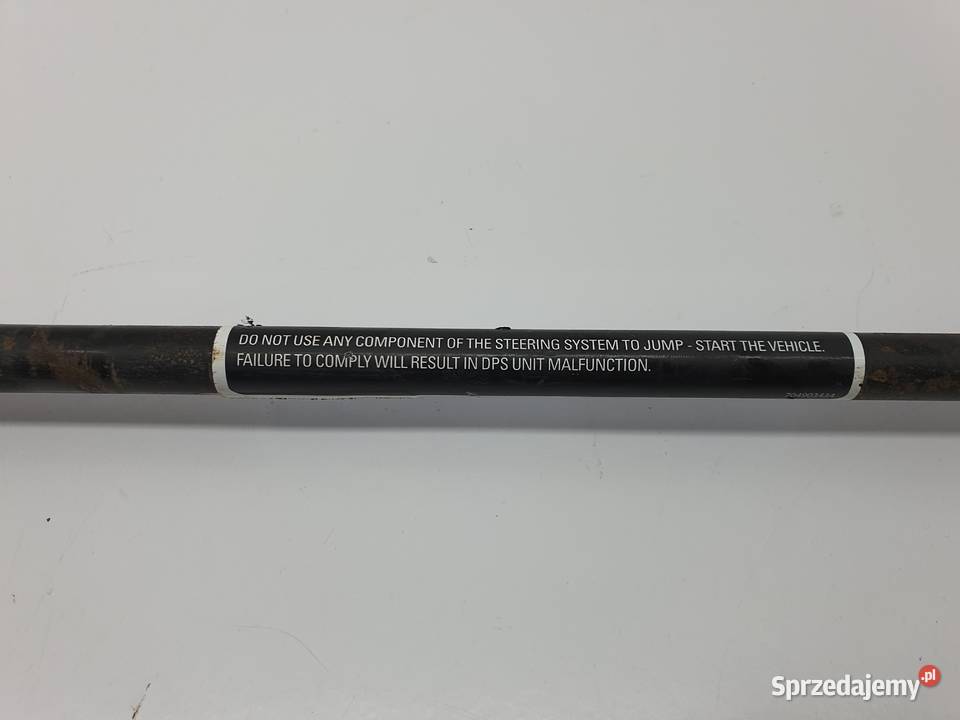 DO NOT USE ANY COMPONENT OF THE STEERING SYSTEM TO JUMP - START THE VEHICLE.
FAILURE TO COMPLY WILL RESULT IN DPS UNIT MALFUNCTION.
704903434
Sprzedajemy.pl